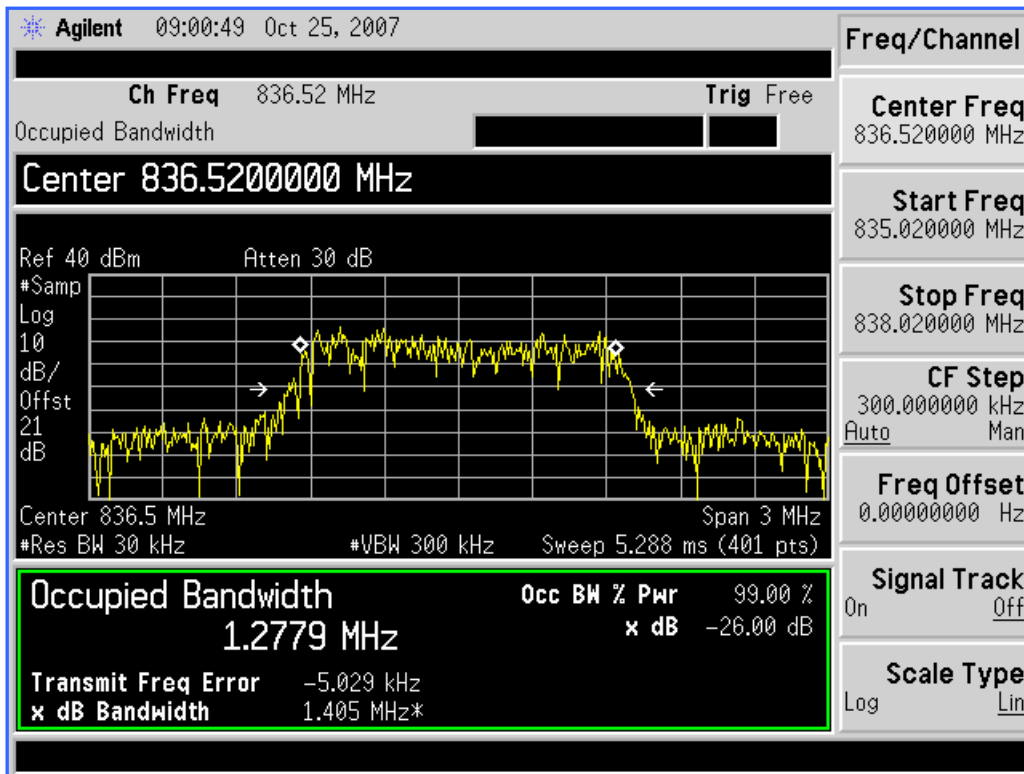 Agilent 09:00:49 Oct 25, 2007
Freq/Channel
Ch Freq 836.52 MHz Trig Free
Occupied Bandwidth
Center 836.5200000 MHz
Ref 40 dBm Atten 30 dB
#Samp
Log
10
dB/
Offst
21
dB
Center 836.5 MHz Span 3 MHz
#Res BW 30 kHz #VBW 300 kHz Sweep 5.288 ms (401 pts)
Occupied Bandwidth
1.2779 MHz
Occ BW % Pwr 99.00 %
x dB -26.00 dB
Transmit Freq Error -5.029 kHz
x dB Bandwidth 1.405 MHz*
Center Freq
836.520000 MHz
Start Freq
835.020000 MHz
Stop Freq
838.020000 MHz
CF Step
300.000000 kHz
Auto Man
Freq Offset
0.00000000 Hz
Signal Track
On Off
Scale Type
Log Lin